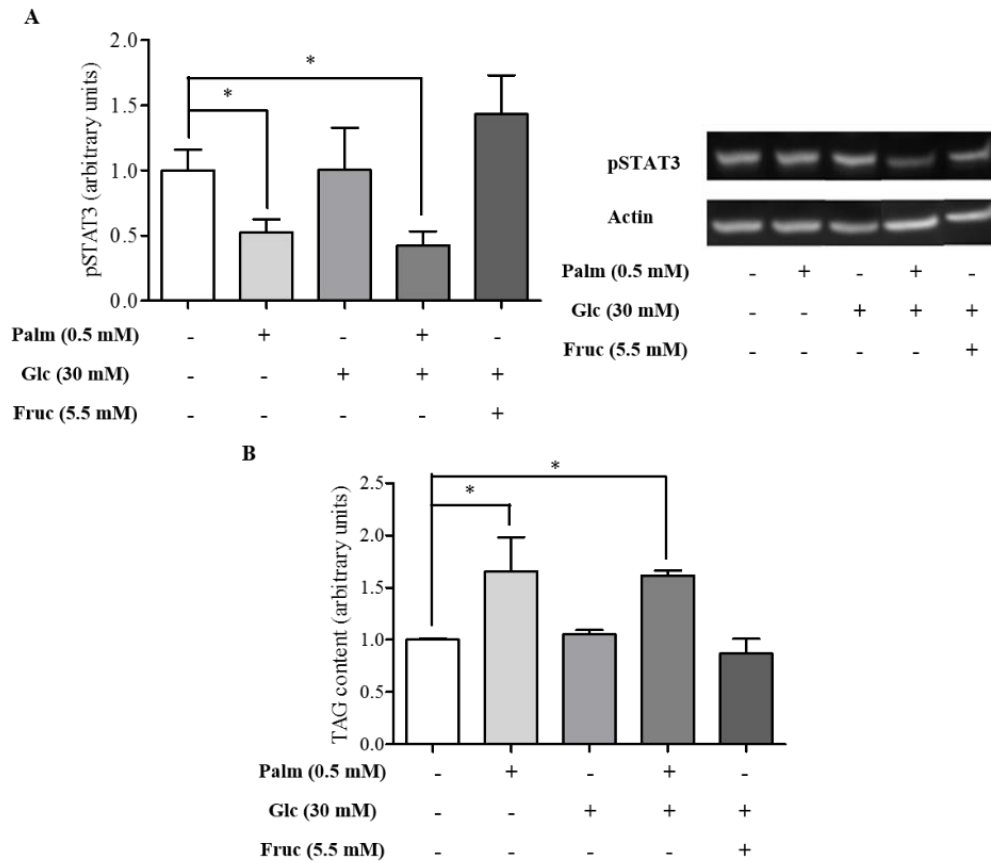 A
pSTAT3 (arbitrary units)
2.0
1.5
1.0
0.5
0.0
*
*
Palm (0.5 mM) - + - + -
Glc (30 mM) - - + + +
Fruc (5.5 mM) - - - - +
pSTAT3
Actin
Palm (0.5 mM) - + - + -
Glc (30 mM) - - + + +
Fruc (5.5 mM) - - - - +
B
TAG content (arbitrary units)
2.5
2.0
1.5
1.0
0.5
0.0
*
*
Palm (0.5 mM) - + - + -
Glc (30 mM) - - + + +
Fruc (5.5 mM) - - - - +